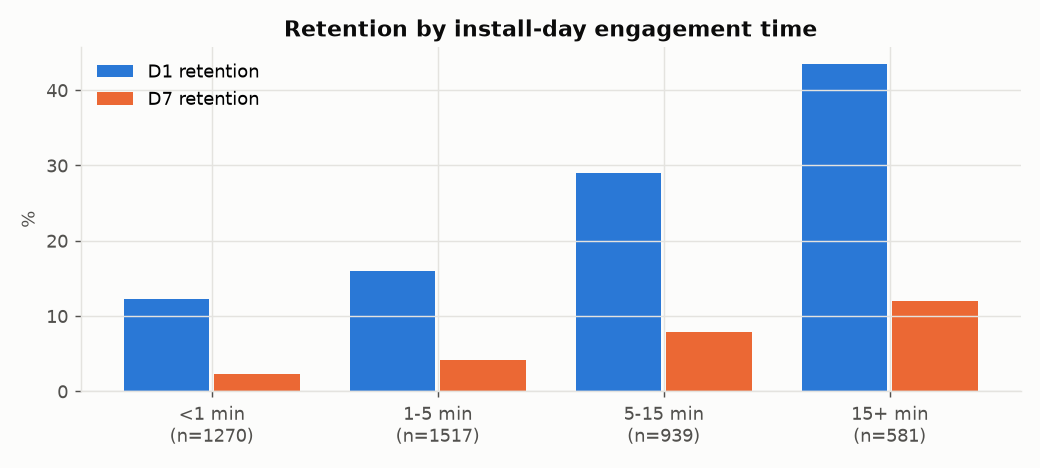 Retention by install-day engagement time
D1 retention
D7 retention
%
40
30
20
10
0
<1 min
(n=1270)
1-5 min
(n=1517)
5-15 min
(n=939)
15+ min
(n=581)